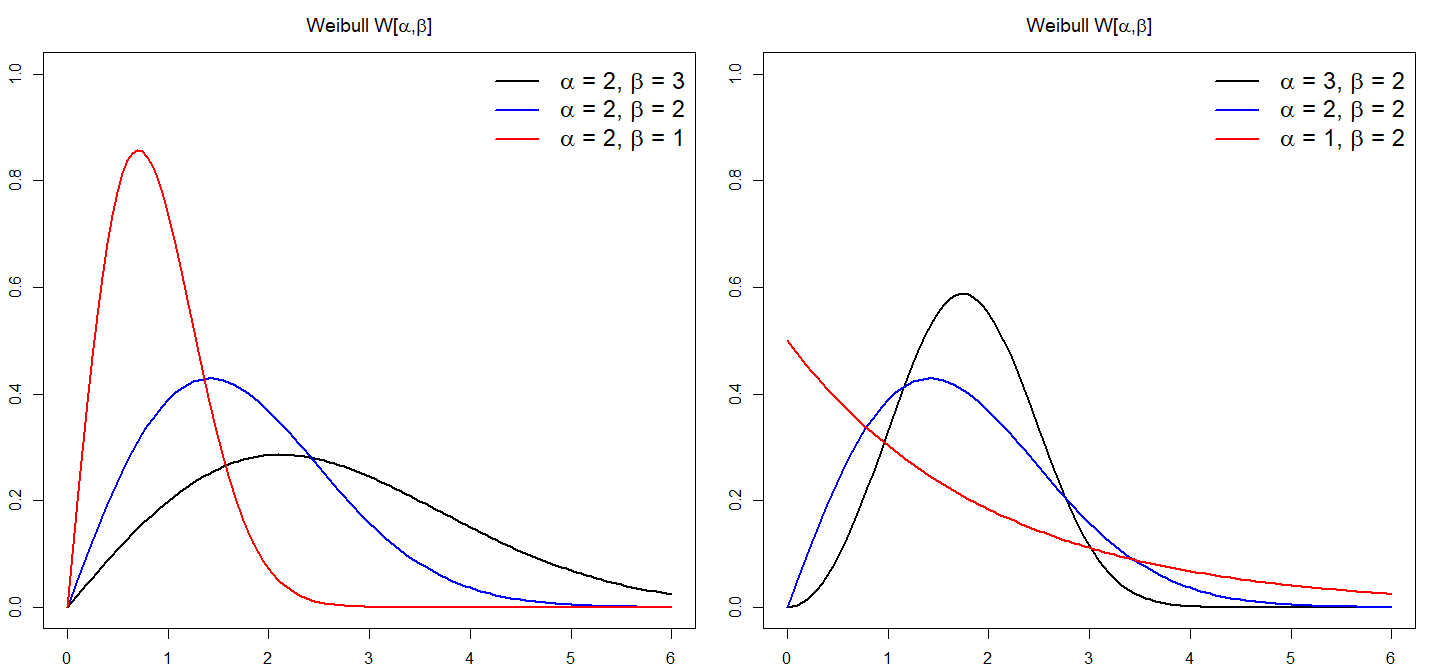 Weibull W[α,β]
α = 2, β = 3
α = 2, β = 2
α = 2, β = 1
1.0
0.8
0.6
0.4
0.2
0.0
0 1 2 3 4 5 6
Weibull W[α,β]
α = 3, β = 2
α = 2, β = 2
α = 1, β = 2
1.0
0.8
0.6
0.4
0.2
0.0
0 1 2 3 4 5 6